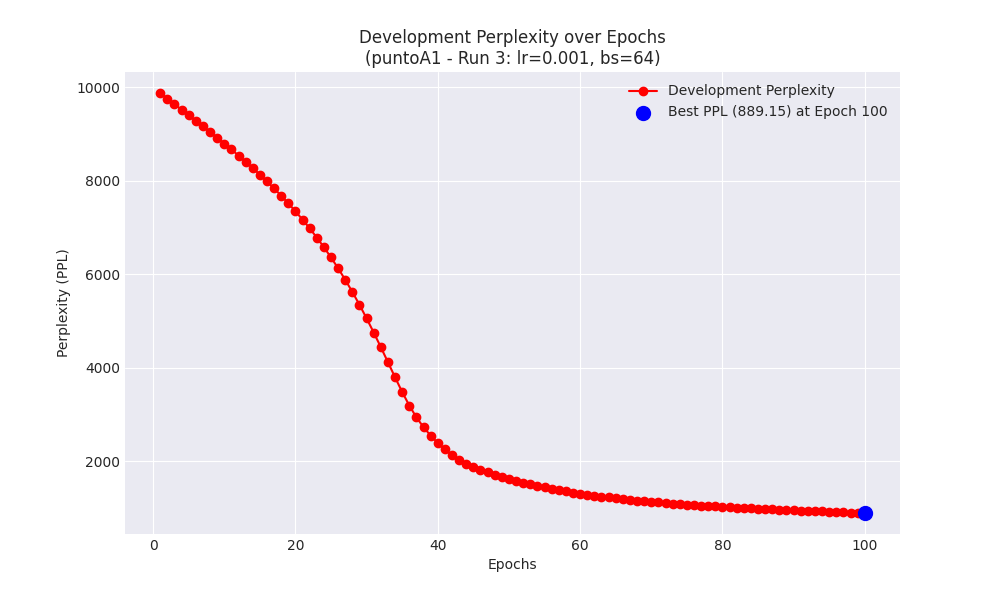 Development Perplexity over Epochs
(puntoA1 - Run 3: lr=0.001, bs=64)
Development Perplexity
Best PPL (889.15) at Epoch 100
10000
8000
6000
4000
2000
Perplexity (PPL)
0 20 40 60 80 100
Epochs